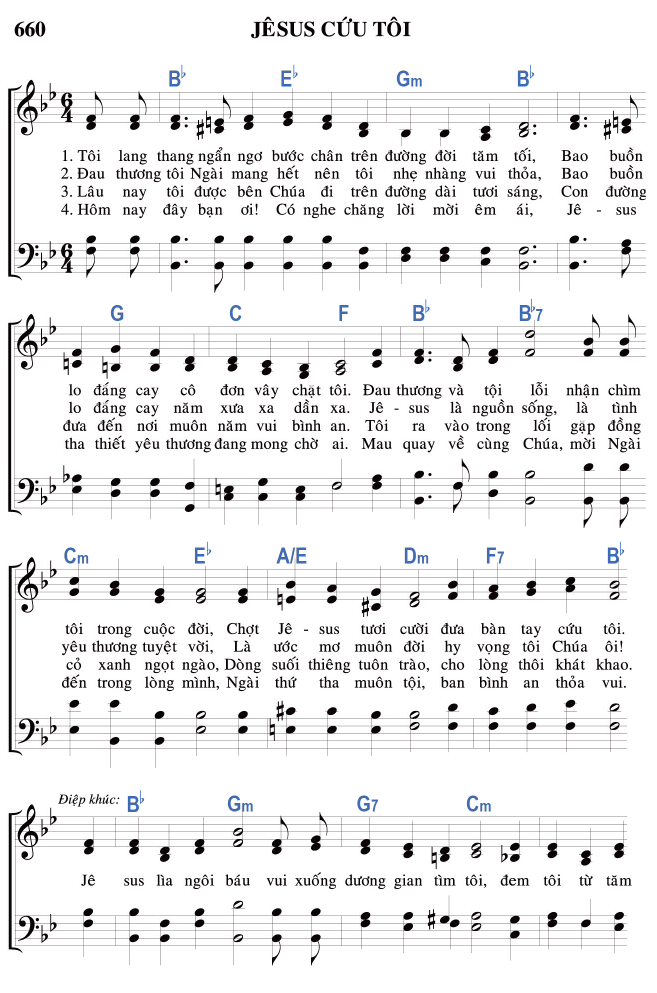 660 JÊSUS CỨU TÔI
B♭ E♭ Gm B♭
6
4
1. Tôi lang thang ngẩn ngơ bước chân trên đường đời tăm tối, Bao buồn
2. Đau thương tôi Ngài mang hết nên tôi nhẹ nhàng vui thỏa, Bao buồn
3. Lâu nay tôi được bên Chúa đi trên đường dài tươi sáng, Con đường
4. Hôm nay đây bạn ơi! Có nghe chăng lời mời êm ái, Jê - sus
6
4
G C F B♭ B♭7
lo đắng cay cô đơn vây chặt tôi. Đau thương và tội lỗi nhận chìm
lo đắng cay năm xưa xa dần xa. Jê - sus là nguồn sống, là tình
đưa đến nơi muôn năm vui bình an. Tôi ra vào trong lối gặp đồng
tha thiết yêu thương đang mong chờ ai. Mau quay về cùng Chúa, mời Ngài
Cm E♭ A/E Dm F7 B♭
tôi trong cuộc đời, Chợt Jê - sus tươi cười đưa bàn tay cứu tôi.
yêu thương tuyệt vời, Là ước mơ muôn đời hy vọng tôi Chúa ôi!
cỏ xanh ngọt ngào, Dòng suối thiêng tuôn trào, cho lòng thôi khát khao.
đến trong lòng mình, Ngài thứ tha muôn tội, ban bình an thỏa vui.
Điệp khúc: B♭ Gm G7 Cm
Jê sus lìa ngôi báu vui xuống dương gian tìm tôi, đem tôi từ tăm